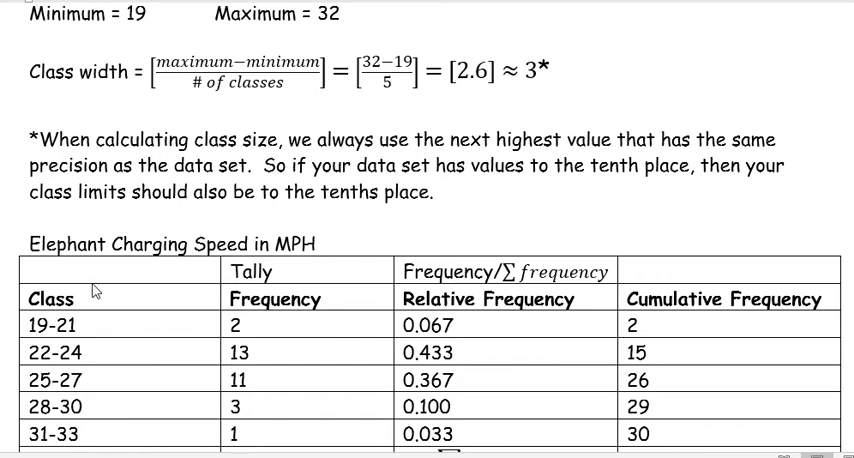 Minimum = 19 Maximum = 32
Class width = [maximum−minimum / # of classes] = [32−19 / 5] = [2.6] ≈ 3*
*When calculating class size, we always use the next highest value that has the same
precision as the data set. So if your data set has values to the tenth place, then your
class limits should also be to the tenths place.
Elephant Charging Speed in MPH
Tally Frequency/∑ frequency
Class Frequency Relative Frequency Cumulative Frequency
19-21 2 0.067 2
22-24 13 0.433 15
25-27 11 0.367 26
28-30 3 0.100 29
31-33 1 0.033 30